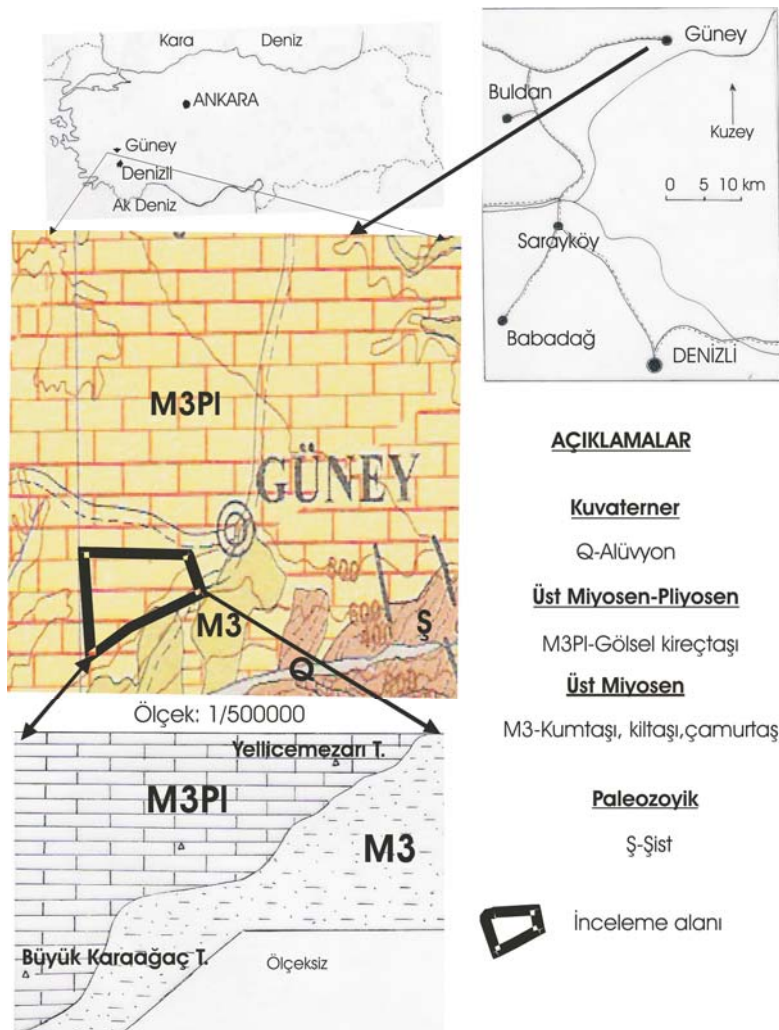 Kara Deniz
ANKARA
Güney
Denizli
Ak Deniz
Güney
Buldan
Kuzey
0 5 10 km
Sarayköy
Babadağ
DENİZLİ
M3Pl
GÜNEY
M3
Ş
Q
Ölçek: 1/500000
Yellicemezarı T.
M3Pl
M3
Büyük Karaağaç T.
Ölçeksiz
AÇIKLAMALAR
Kuvaterner
Q-Alüvyon
Üst Miyosen-Pliyosen
M3Pl-Gölsel kireçtaşı
Üst Miyosen
M3-Kumtaşı, kiltaşı,çamurtaş
Paleozoyik
Ş-Şist
İnceleme alanı